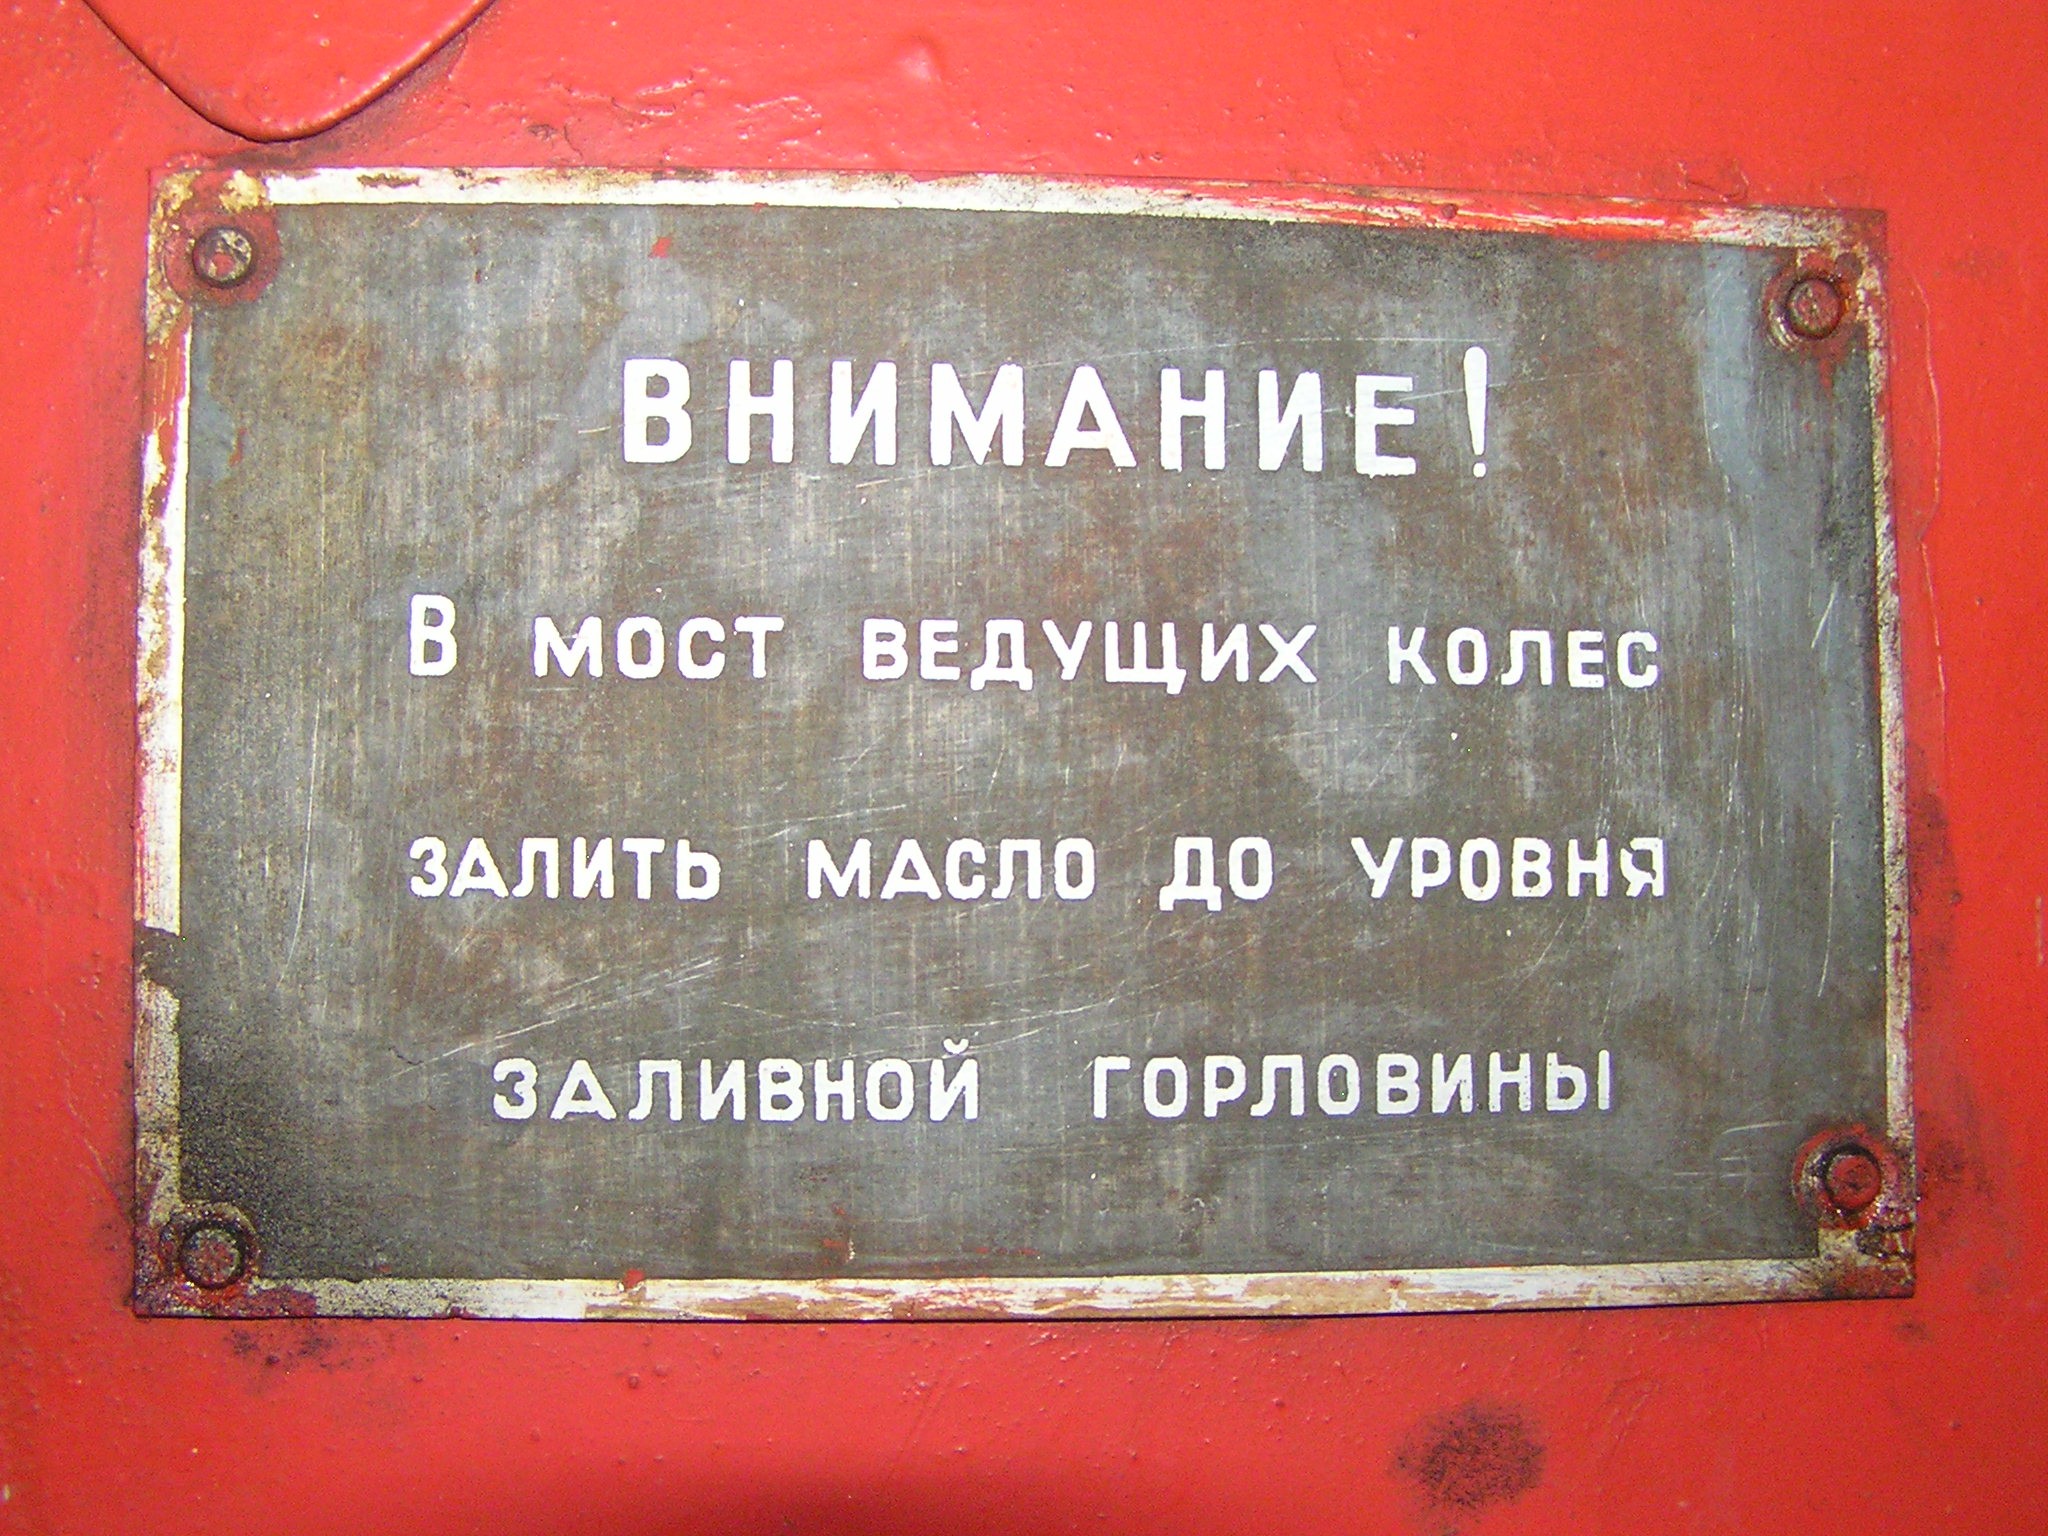 ВНИМАНИЕ!
В МОСТ ВЕДУЩИХ КОЛЕС
ЗАЛИТЬ МАСЛО ДО УРОВНЯ
ЗАЛИВНОЙ ГОРЛОВИНЫ